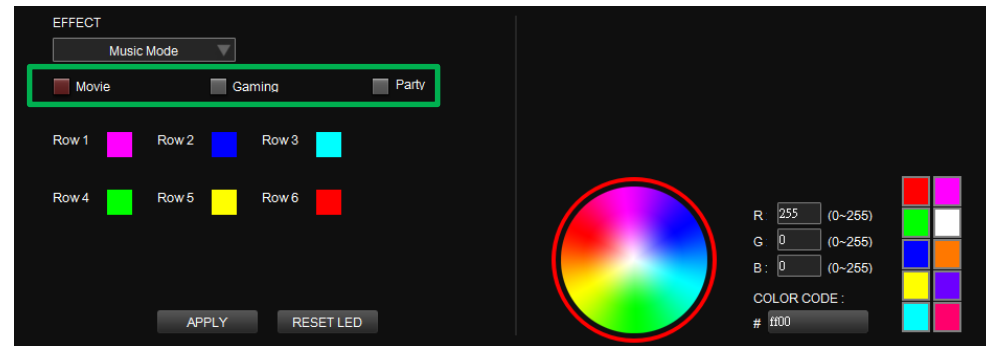 EFFECT
Music Mode
Movie Gaming Party
Row 1 Row 2 Row 3
Row 4 Row 5 Row 6
APPLY RESET LED
R 255 (0~255)
G 0 (0~255)
B : 0 (0~255)
COLOR CODE :
# ff00